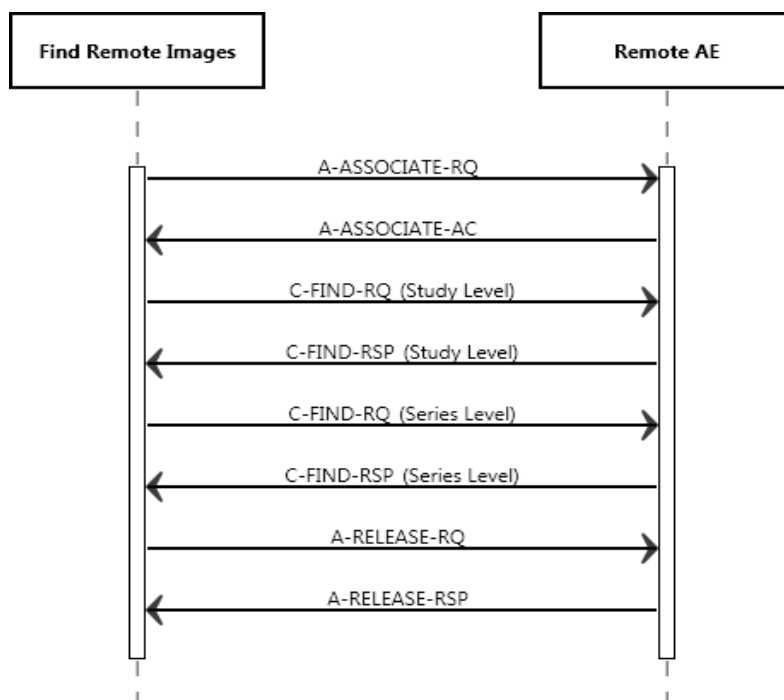 Find Remote Images
Remote AE
A-ASSOCIATE-RQ
A-ASSOCIATE-AC
C-FIND-RQ (Study Level)
C-FIND-RSP (Study Level)
C-FIND-RQ (Series Level)
C-FIND-RSP (Series Level)
A-RELEASE-RQ
A-RELEASE-RSP